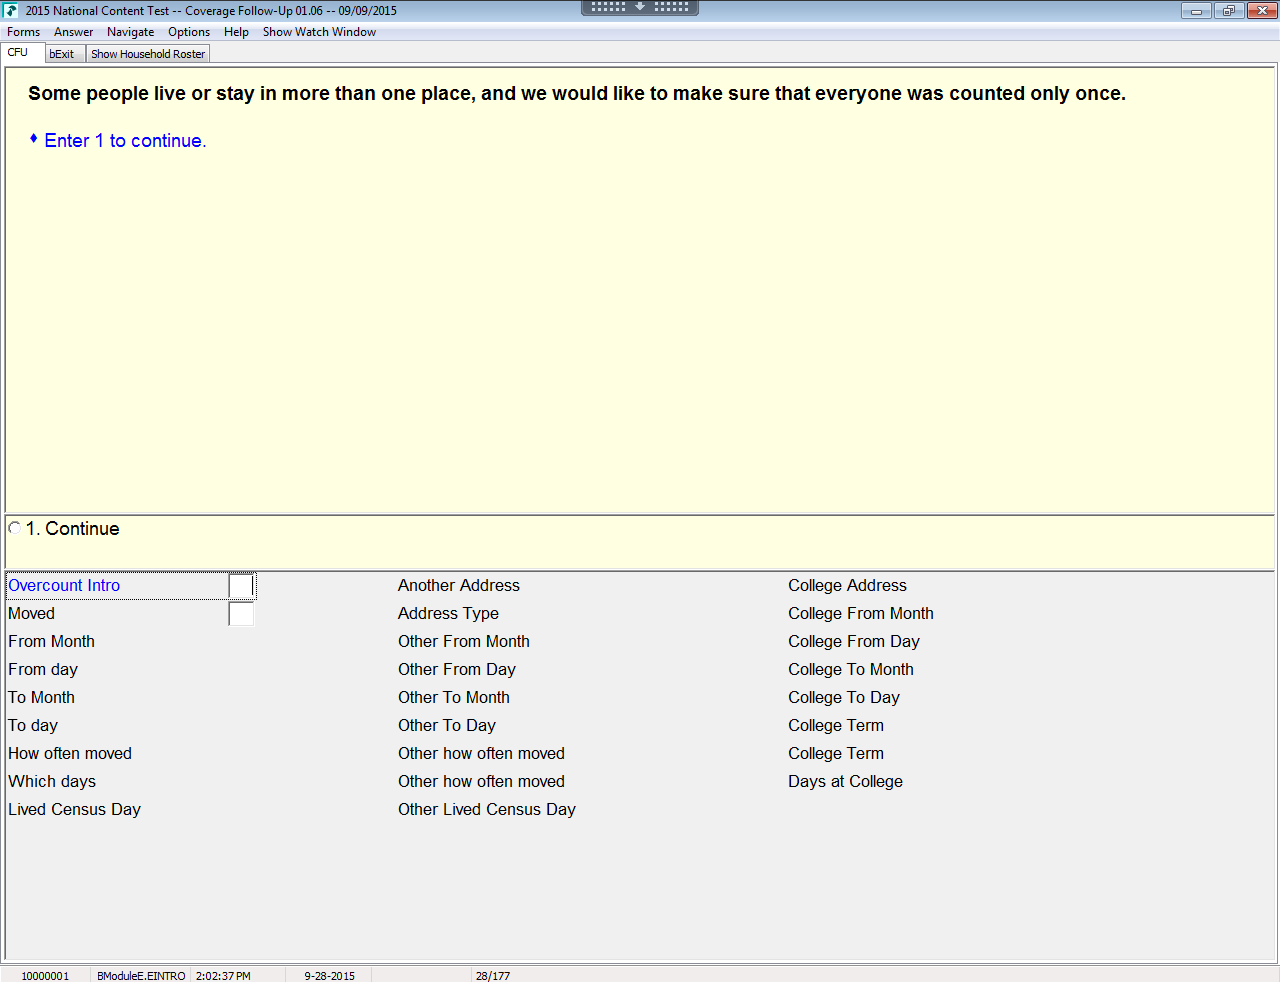 2015 National Content Test -- Coverage Follow-Up 01.06 -- 09/09/2015
Forms Answer Navigate Options Help Show Watch Window
CFU bExit Show Household Roster
Some people live or stay in more than one place, and we would like to make sure that everyone was counted only once.
♦ Enter 1 to continue.
1. Continue
Overcount Intro Another Address College Address
Moved Address Type College From Month
From Month Other From Month College From Day
From day Other From Day College To Month
To Month Other To Month College To Day
To day Other To Day College Term
How often moved Other how often moved College Term
Which days Other how often moved Days at College
Lived Census Day Other Lived Census Day
10000001 BModuleE.EINTRO 2:02:37 PM 9-28-2015 28/177